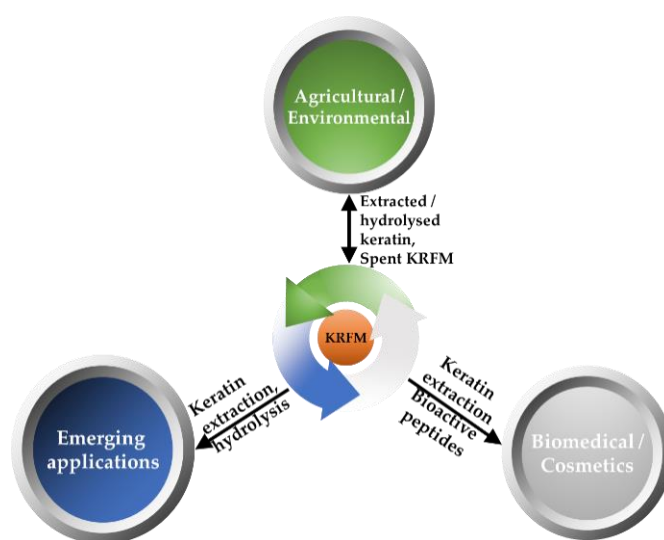 Agricultural /
Environmental
Extracted /
hydrolysed
keratin,
Spent KRFM
KRFM
Keratin
extraction,
hydrolysis
Keratin
extraction
Bioactive
peptides
Emerging
applications
Biomedical /
Cosmetics